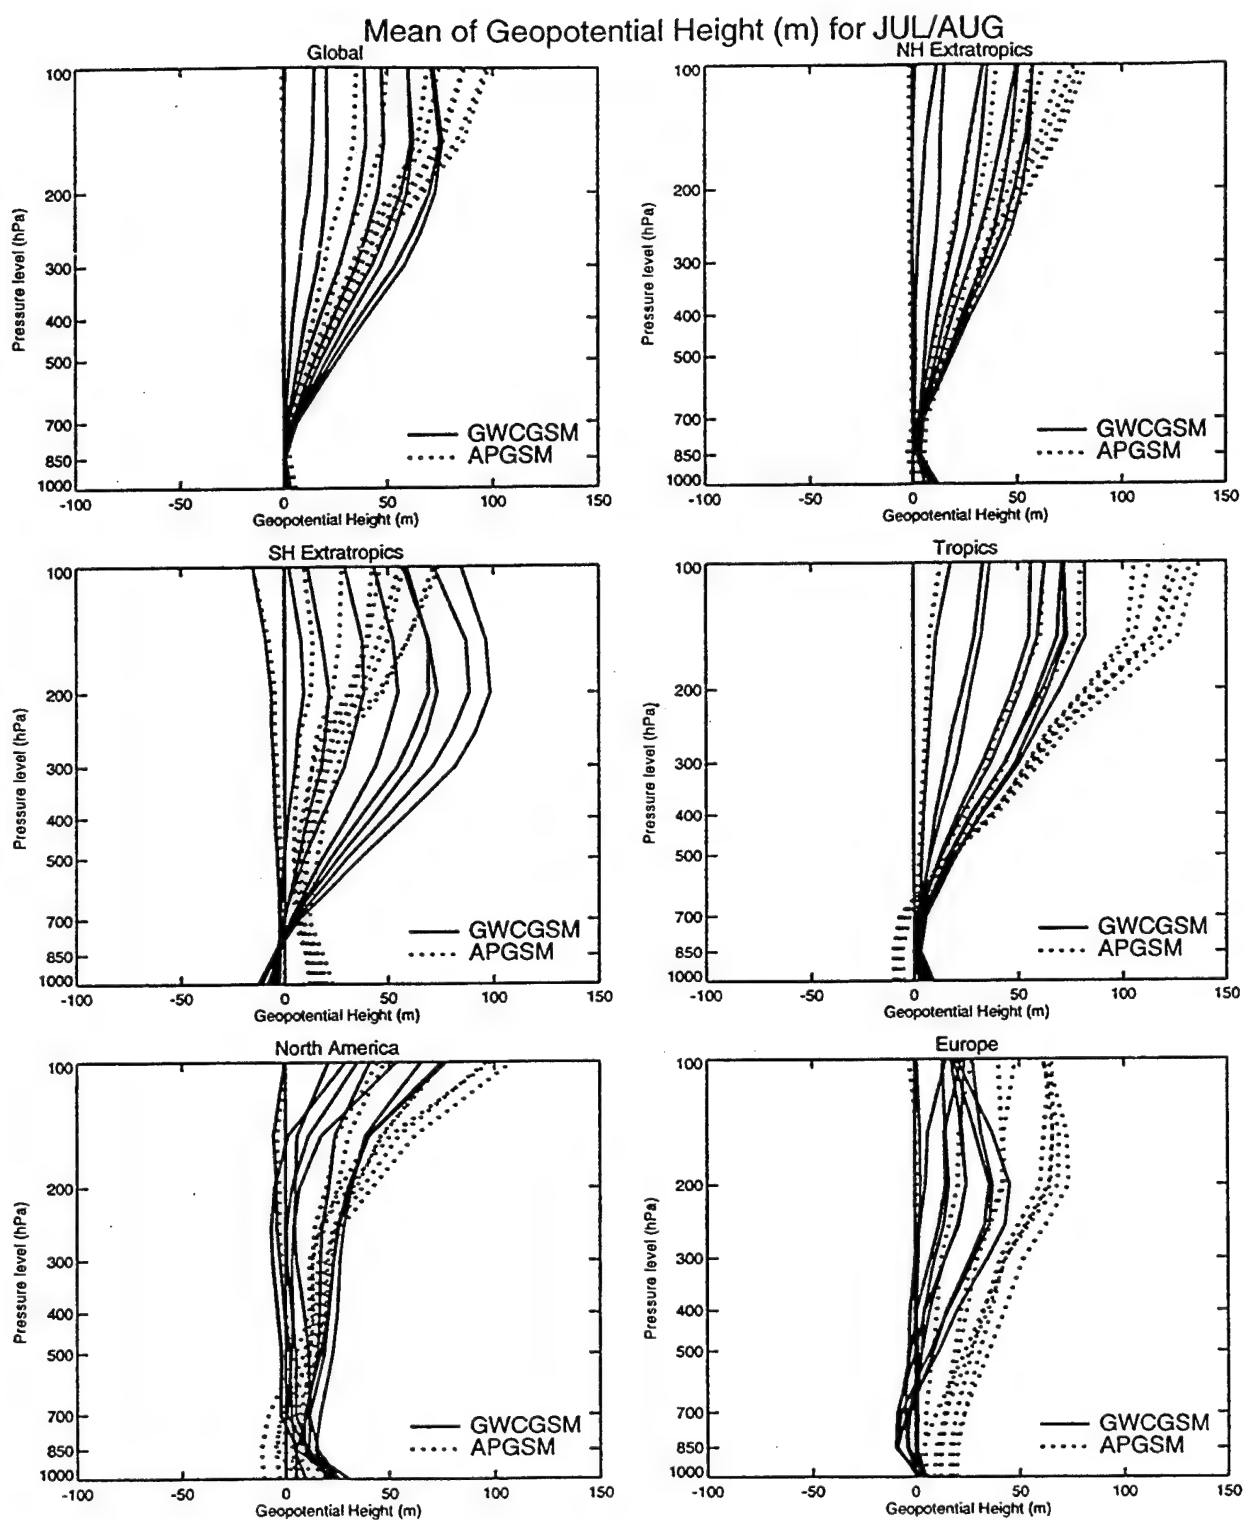 Mean of Geopotential Height (m) for JUL/AUG
Global
100
200
300
400
500
700
850
1000
-100 -50 0 50 100 150
Pressure level (hPa)
Geopotential Height (m)
GWCGSM
APGSM
NH Extratropics
100
200
300
400
500
700
850
1000
-100 -50 0 50 100 150
Pressure level (hPa)
Geopotential Height (m)
GWCGSM
APGSM
SH Extratropics
100
200
300
400
500
700
850
1000
-100 -50 0 50 100 150
Pressure level (hPa)
Geopotential Height (m)
GWCGSM
APGSM
Tropics
100
200
300
400
500
700
850
1000
-100 -50 0 50 100 150
Pressure level (hPa)
Geopotential Height (m)
GWCGSM
APGSM
North America
100
200
300
400
500
700
850
1000
-100 -50 0 50 100 150
Pressure level (hPa)
Geopotential Height (m)
GWCGSM
APGSM
Europe
100
200
300
400
500
700
850
1000
-100 -50 0 50 100 150
Pressure level (hPa)
Geopotential Height (m)
GWCGSM
APGSM